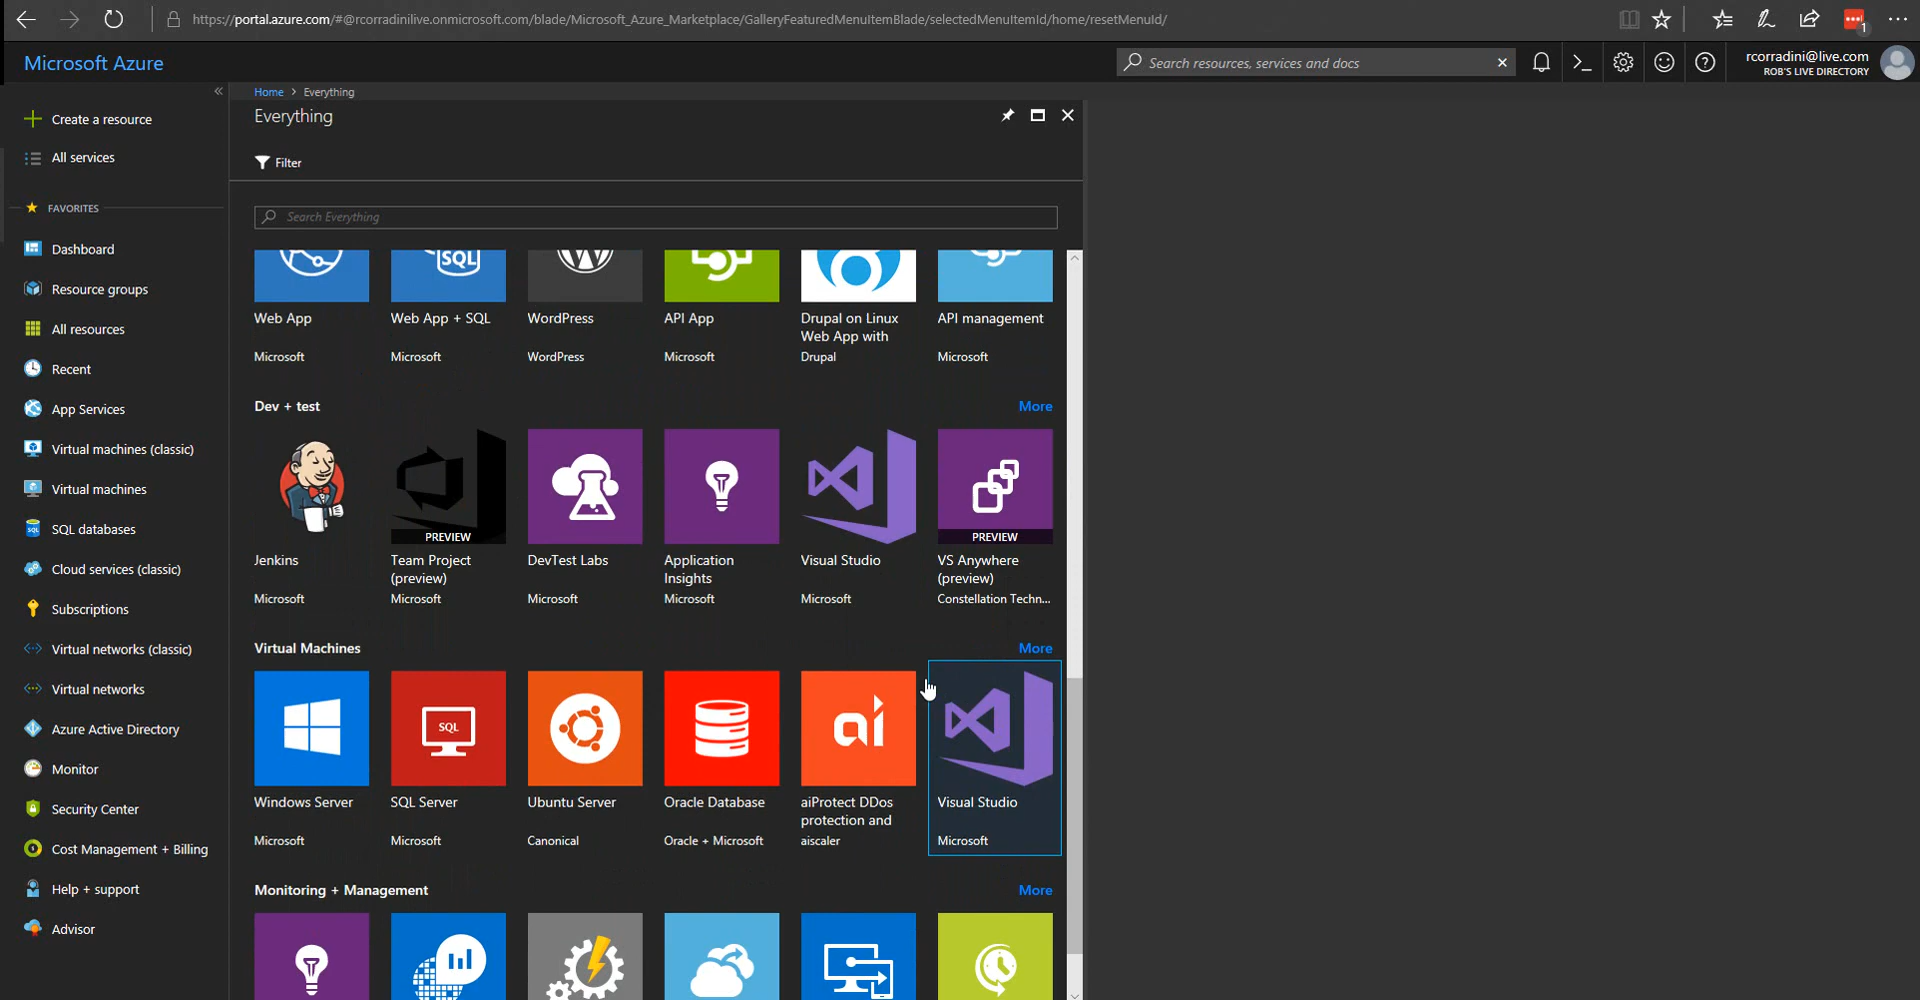 https://portal.azure.com/#@rcorradinilive.onmicrosoft.com/blade/Microsoft_Azure_Marketplace/GalleryFeaturedMenuItemBlade/selectedMenuItemId/home/resetMenuId/
1
Microsoft Azure
Search resources, services and docs
rcorradini@live.com
ROB'S LIVE DIRECTORY
Create a resource
All services
FAVORITES
Dashboard
Resource groups
All resources
Recent
App Services
Virtual machines (classic)
Virtual machines
SQL databases
Cloud services (classic)
Subscriptions
Virtual networks (classic)
Virtual networks
Azure Active Directory
Monitor
Security Center
Cost Management + Billing
Help + support
Advisor
Home > Everything
Everything
Filter
Search Everything
SQL
Web App
Microsoft
Web App + SQL
Microsoft
WordPress
WordPress
API App
Microsoft
Drupal on Linux
Web App with
Drupal
API management
Microsoft
Dev + test
More
Jenkins
Microsoft
PREVIEW
Team Project
(preview)
Microsoft
DevTest Labs
Microsoft
Application
Insights
Microsoft
Visual Studio
Microsoft
PREVIEW
VS Anywhere
(preview)
Constellation Techn...
Virtual Machines
More
Windows Server
Microsoft
SQL
SQL Server
Microsoft
Ubuntu Server
Canonical
Oracle Database
Oracle + Microsoft
ai
aiProtect DDos
protection and
aiscaler
Visual Studio
Microsoft
Monitoring + Management
More